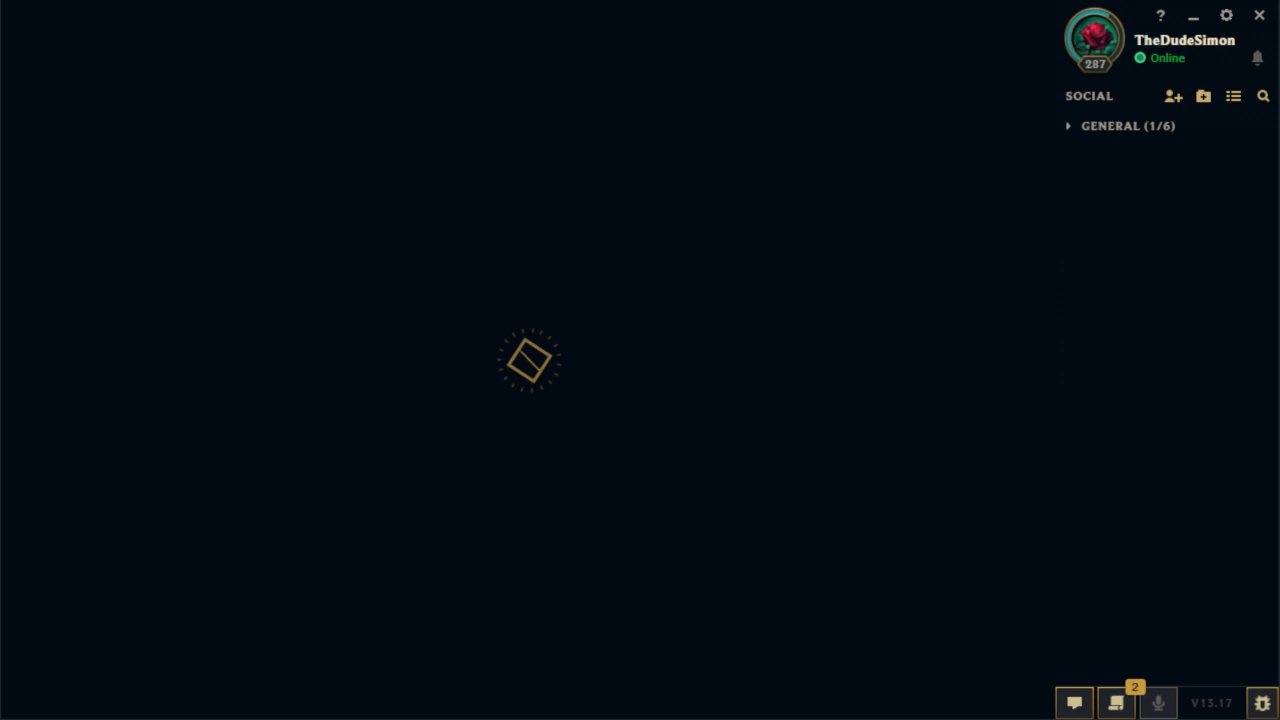 ?
TheDudeSimon
287
Online
SOCIAL
GENERAL (1/6)
2
V13.17